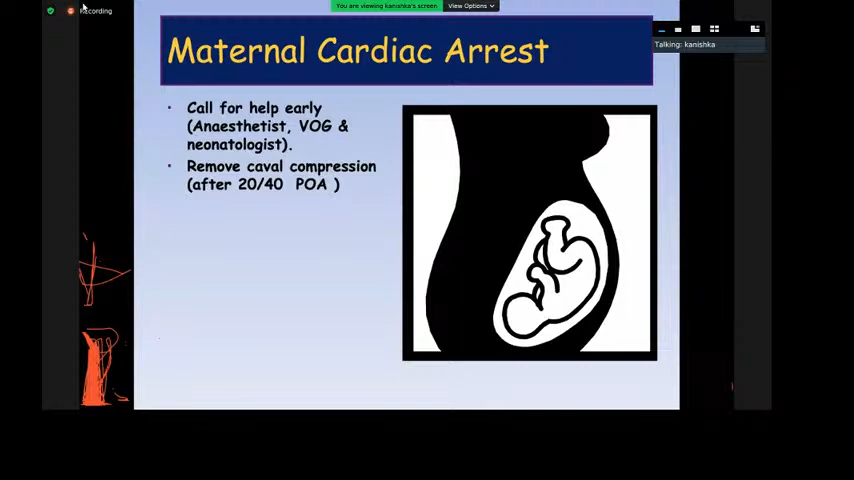 Recording
You are viewing kanishka's screen
View Options
Talking: kanishka
Maternal Cardiac Arrest
• Call for help early
(Anaesthetist, VOG &
neonatologist).
• Remove caval compression
(after 20/40 POA )